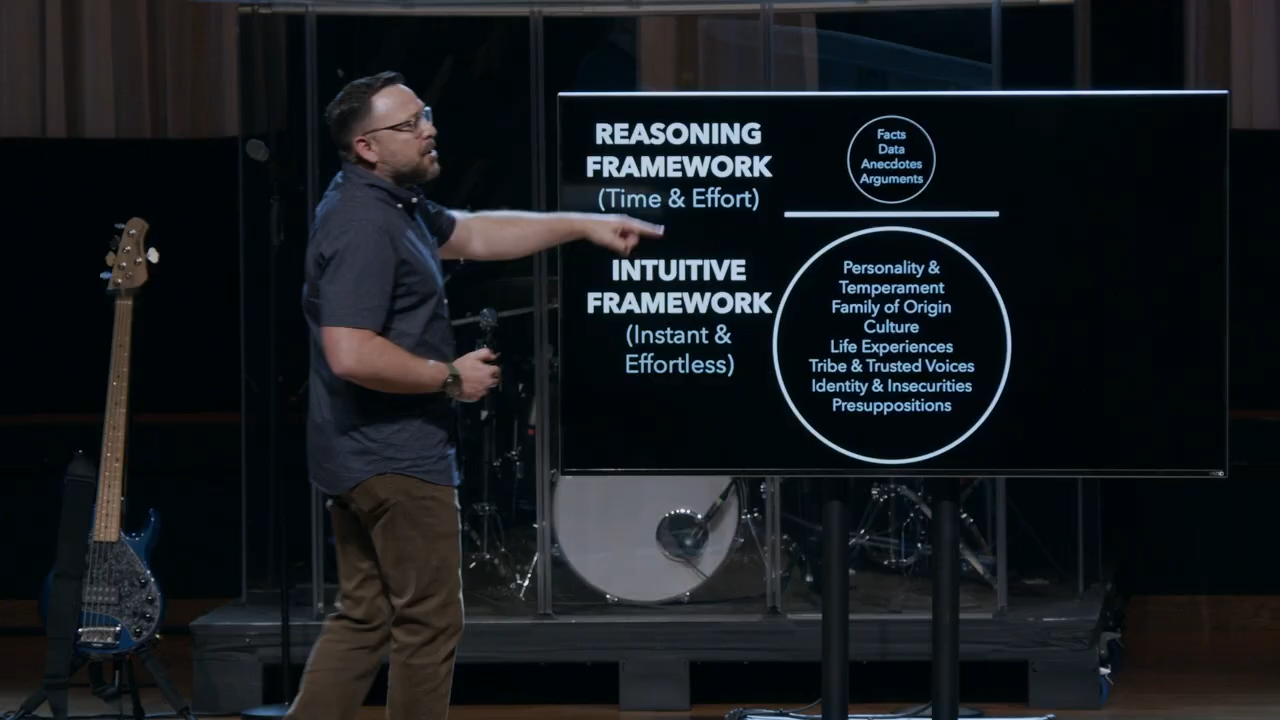 REASONING
FRAMEWORK
(Time & Effort)
Facts
Data
Anecdotes
Arguments
INTUITIVE
FRAMEWORK
(Instant &
Effortless)
Personality &
Temperament
Family of Origin
Culture
Life Experiences
Tribe & Trusted Voices
Identity & Insecurities
Presuppositions